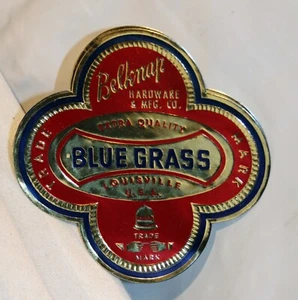 Belknap
HARDWARE
& MFG. CO.
TRADE MARK
EXTRA QUALITY
BLUE GRASS
LOUISVILLE
U.S.A.
TRADE
MARK